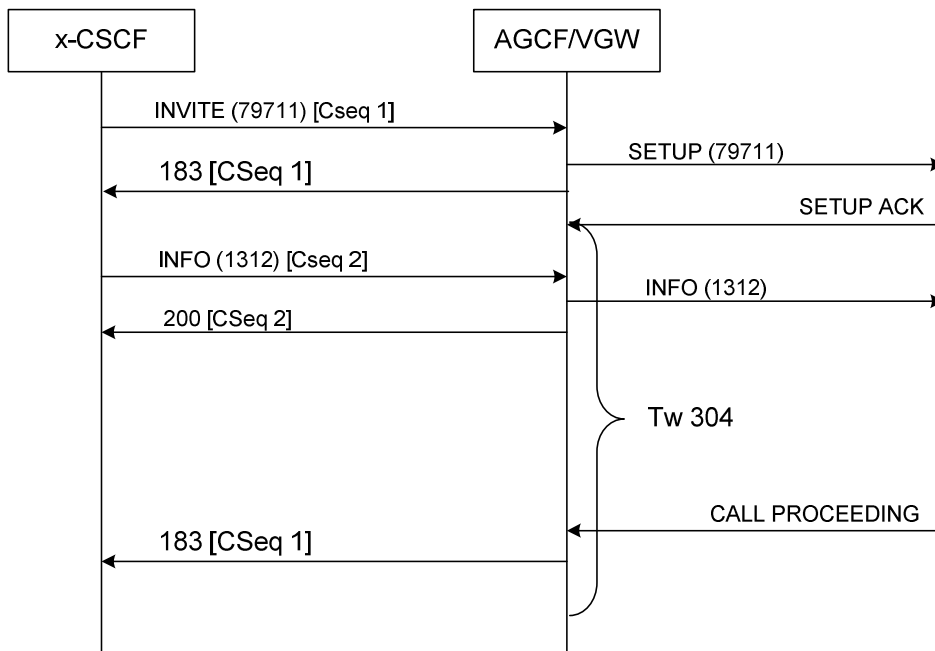 x-CSCF
AGCF/VGW
INVITE (79711) [Cseq 1]
SETUP (79711)
183 [CSeq 1]
SETUP ACK
INFO (1312) [Cseq 2]
INFO (1312)
200 [CSeq 2]
Tw 304
CALL PROCEEDING
183 [CSeq 1]